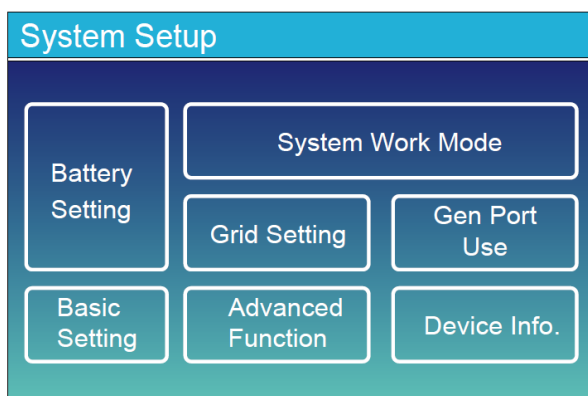 System Setup
System Work Mode
Battery
Setting
Grid Setting
Gen Port
Use
Basic
Setting
Advanced
Function
Device Info.